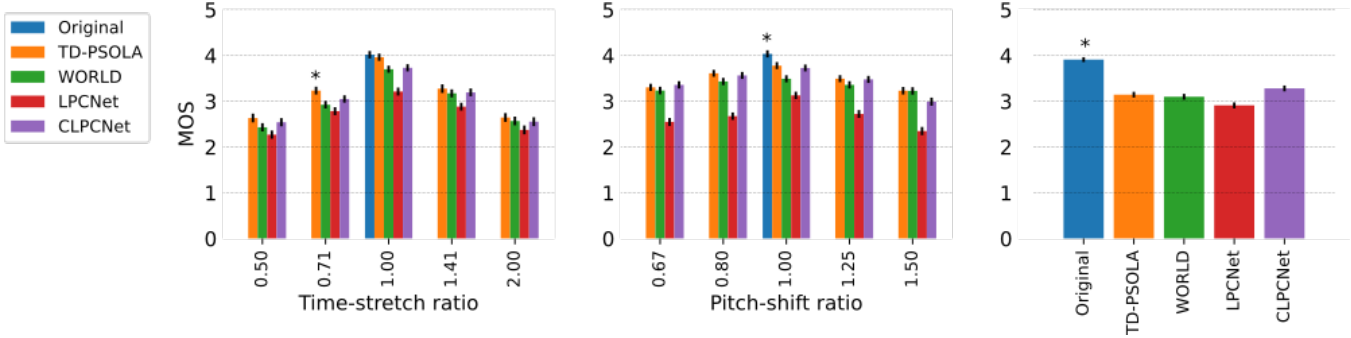 Original
TD-PSOLA
WORLD
LPCNet
CLPCNet
MOS
5
4
3
2
1
0
*
0.50
0.71
1.00
1.41
2.00
Time-stretch ratio
5
4
3
2
1
0
*
0.67
0.80
1.00
1.25
1.50
Pitch-shift ratio
5
4
3
2
1
0
*
Original
TD-PSOLA
WORLD
LPCNet
CLPCNet